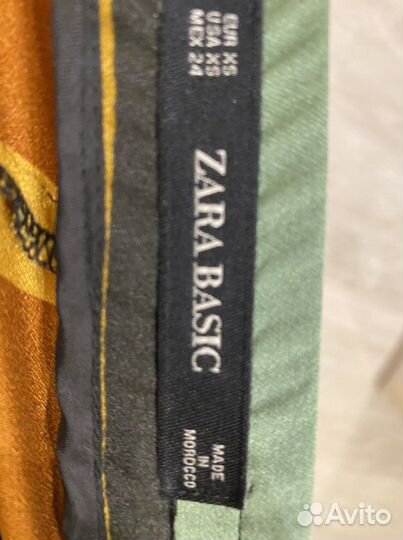 EUR XS
USA XS
MEX 24
ZARA BASIC
MADE
IN
MOROCCO
Avito